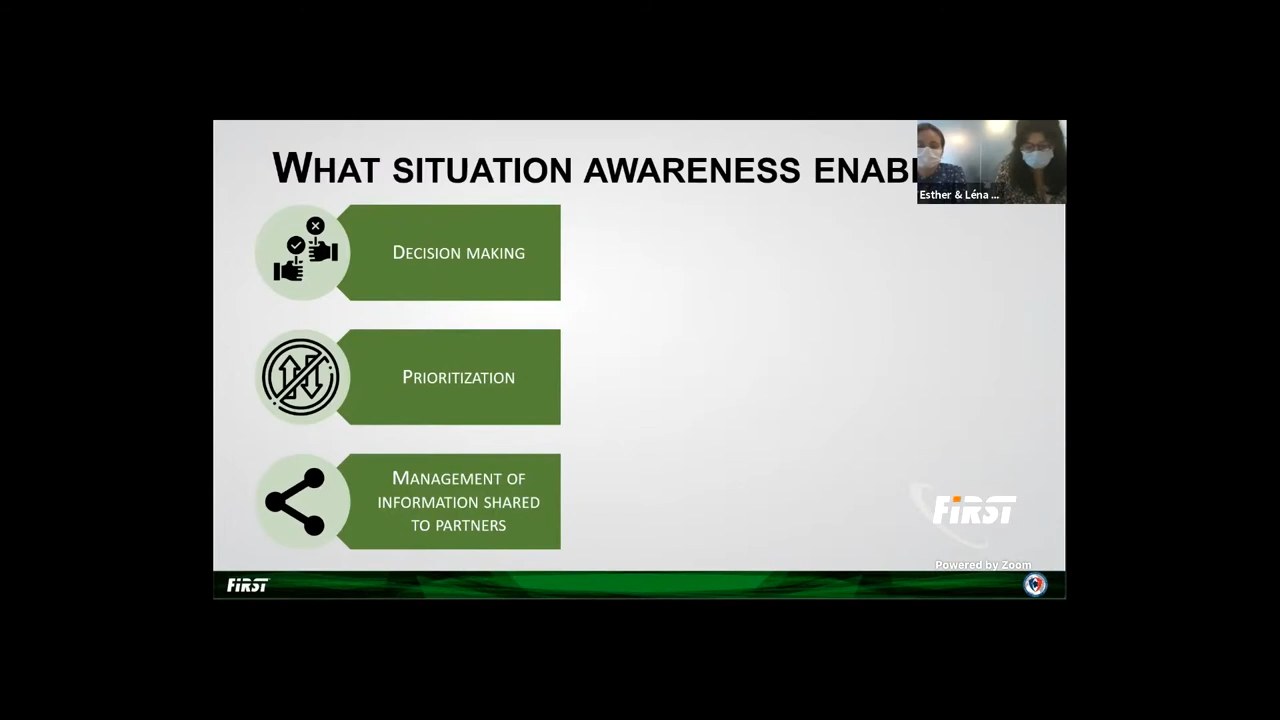 WHAT SITUATION AWARENESS ENAB
Esther & Léna ...
DECISION MAKING
PRIORITIZATION
MANAGEMENT OF
INFORMATION SHARED
TO PARTNERS
FiRST
Powered by Zoom
FiRST